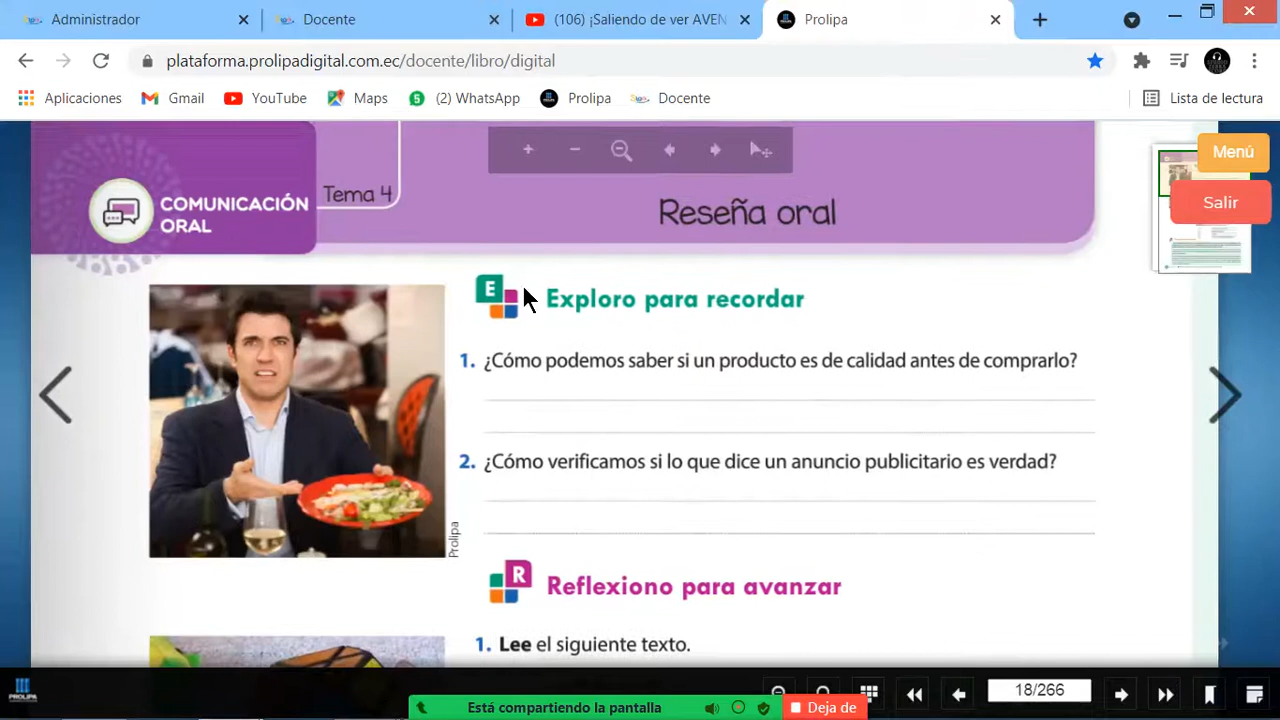 Administrador
Docente
(106) ¡Saliendo de ver AVEN
Prolipa
plataforma.prolipadigital.com.ec/docente/libro/digital
Aplicaciones
Gmail
YouTube
Maps
(2) WhatsApp
Prolipa
Docente
Lista de lectura
Menú
Salir
COMUNICACIÓN
ORAL
Tema 4
Reseña oral
E
Exploro para recordar
1. ¿Cómo podemos saber si un producto es de calidad antes de comprarlo?
2. ¿Cómo verificamos si lo que dice un anuncio publicitario es verdad?
Prolipa
R
Reflexiono para avanzar
1. Lee el siguiente texto.
PROLIPA
18/266
Está compartiendo la pantalla
Deja de